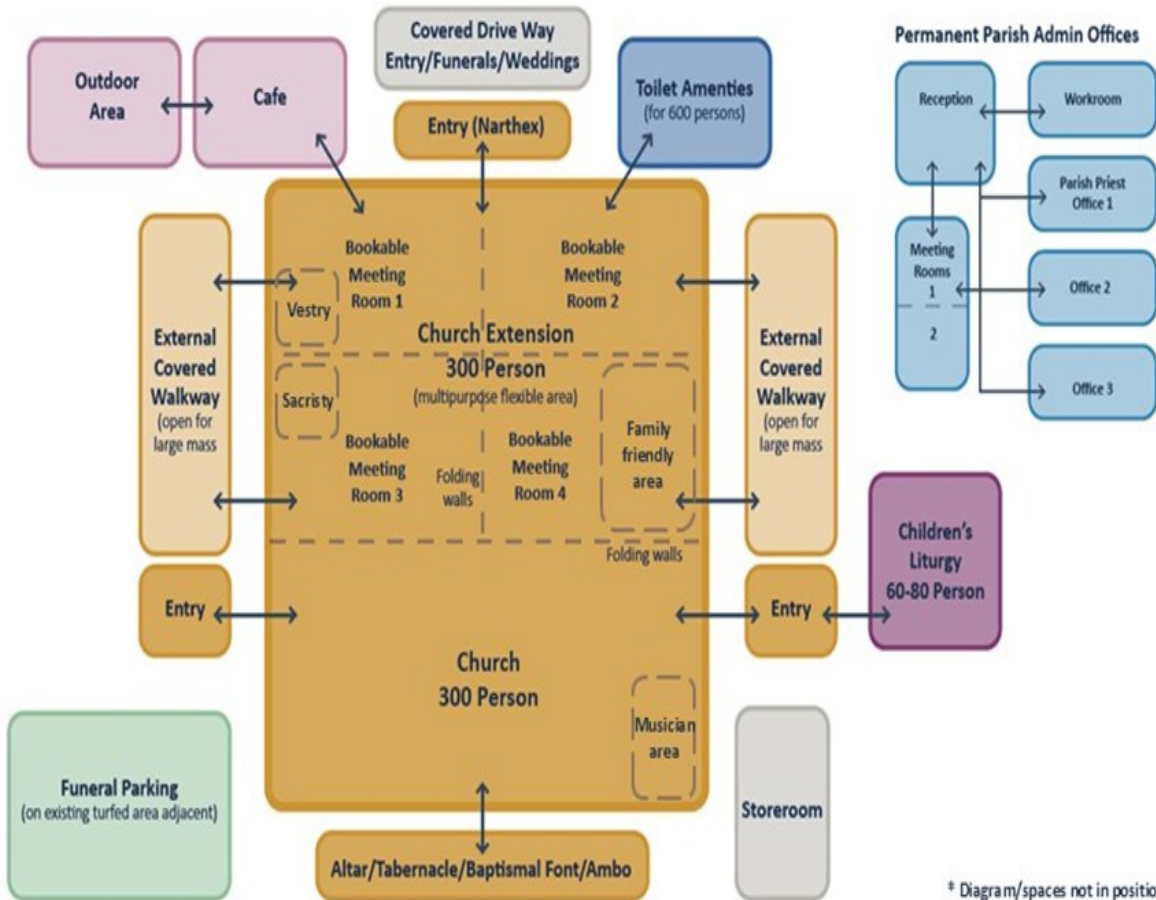 Covered Drive Way
Entry/Funerals/Weddings
Permanent Parish Admin Offices
Outdoor
Area
Cafe
Toilet Amenties
(for 600 persons)
Entry (Narthex)
Reception
Workroom
Parish Priest
Office 1
Meeting
Rooms
1
2
Office 2
Office 3
Bookable
Meeting
Room 1
Bookable
Meeting
Room 2
Vestry
External
Covered
Walkway
(open for
large mass
Church Extension
300 Person
(multipurpose flexible area)
External
Covered
Walkway
(open for
large mass
Sacristy
Bookable
Meeting
Room 3
Folding
walls
Bookable
Meeting
Room 4
Family
friendly
area
Folding walls
Children's
Liturgy
60-80 Person
Entry
Entry
Church
300 Person
Musician
area
Funeral Parking
(on existing turfed area adjacent)
Storeroom
Altar/Tabernacle/Baptismal Font/Ambo
* Diagram/spaces not in positio